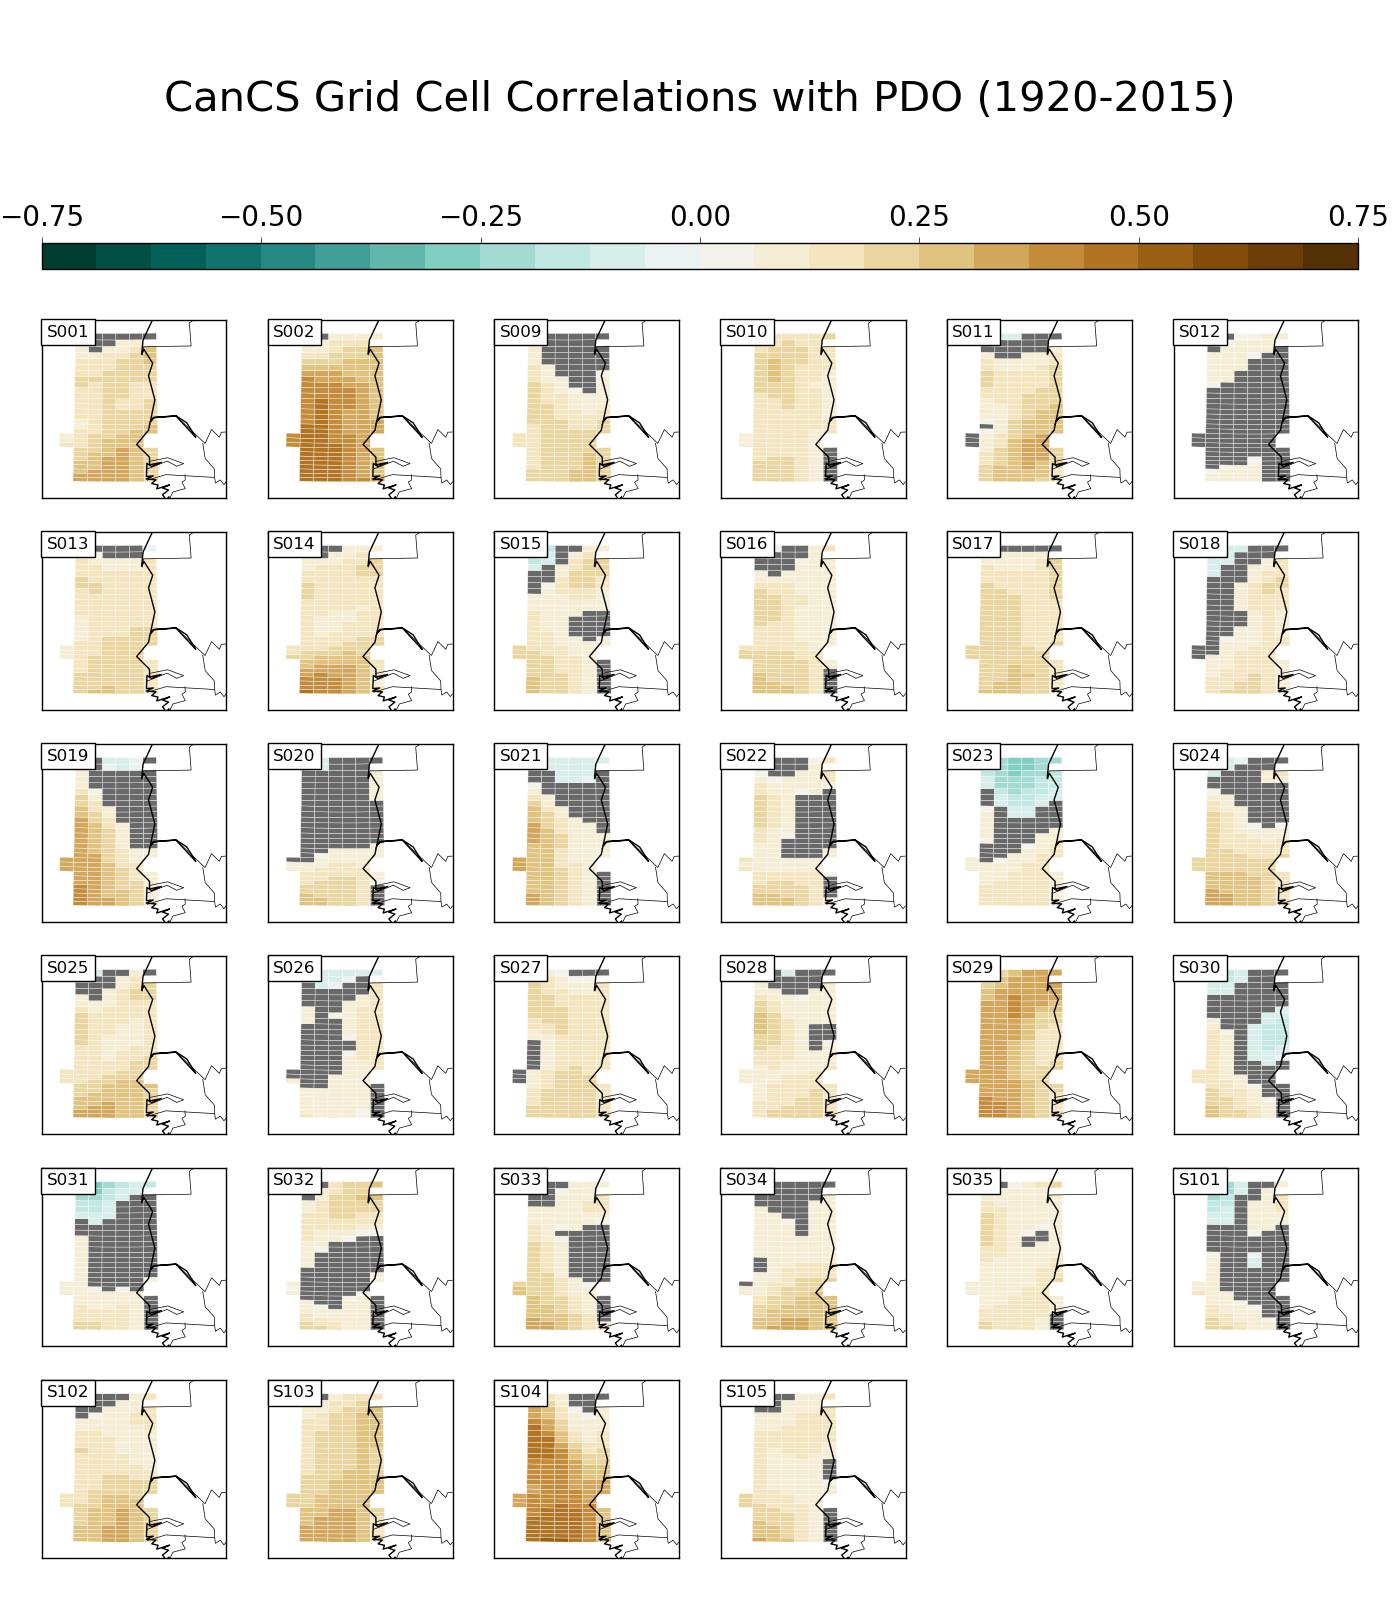 CanCS Grid Cell Correlations with PDO (1920-2015)
−0.75 −0.50 −0.25 0.00 0.25 0.50 0.75
S001 S002 S009 S010 S011 S012
S013 S014 S015 S016 S017 S018
S019 S020 S021 S022 S023 S024
S025 S026 S027 S028 S029 S030
S031 S032 S033 S034 S035 S101
S102 S103 S104 S105